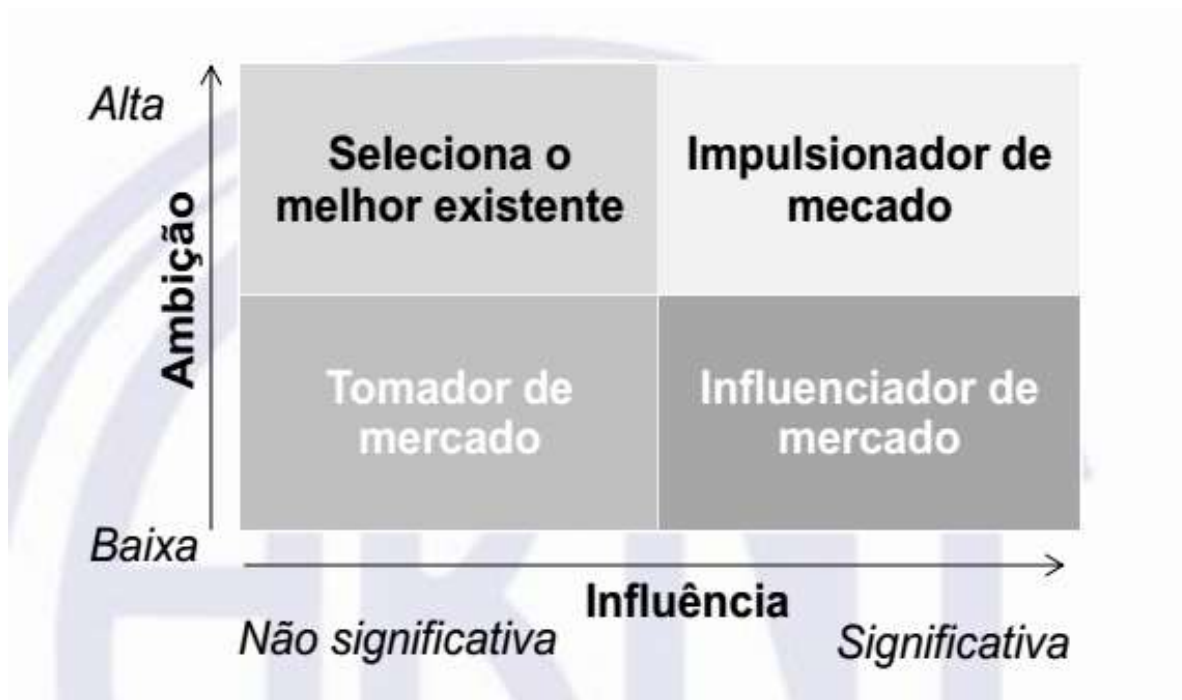 Alta
Seleciona o
melhor existente
Impulsionador de
mecado
Ambição
Tomador de
mercado
Influenciador de
mercado
Baixa
Influência
Não significativa
Significativa